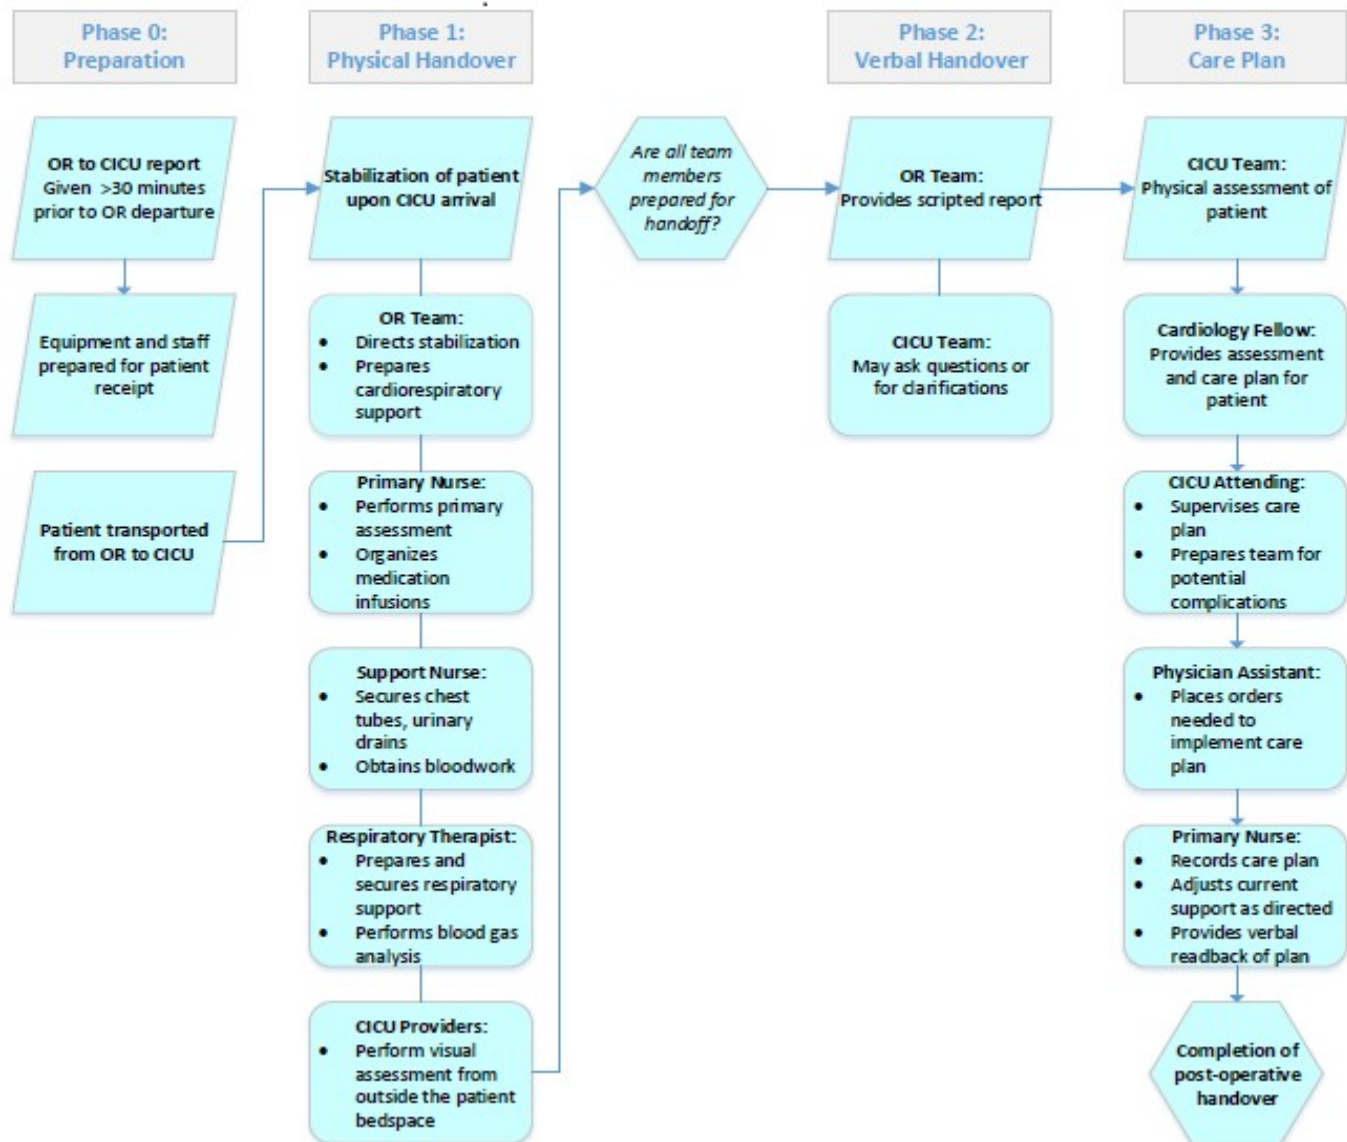 Phase 0:
Preparation
OR to CICU report
Given >30 minutes
prior to OR departure
Equipment and staff
prepared for patient
receipt
Patient transported
from OR to CICU
Phase 1:
Physical Handover
Stabilization of patient
upon CICU arrival
OR Team:
• Directs stabilization
• Prepares
cardiorespiratory
support
Primary Nurse:
• Performs primary
assessment
• Organizes
medication
infusions
Support Nurse:
• Secures chest
tubes, urinary
drains
• Obtains bloodwork
Respiratory Therapist:
• Prepares and
secures respiratory
support
• Performs blood gas
analysis
CICU Providers:
• Perform visual
assessment from
outside the patient
bedspace
Are all team
members
prepared for
handoff?
Phase 2:
Verbal Handover
OR Team:
Provides scripted report
CICU Team:
May ask questions or
for clarifications
Phase 3:
Care Plan
CICU Team:
Physical assessment of
patient
Cardiology Fellow:
Provides assessment
and care plan for
patient
CICU Attending:
• Supervises care
plan
• Prepares team for
potential
complications
Physician Assistant:
• Places orders
needed to
implement care
plan
Primary Nurse:
• Records care plan
• Adjusts current
support as directed
• Provides verbal
readback of plan
Completion of
post-operative
handover